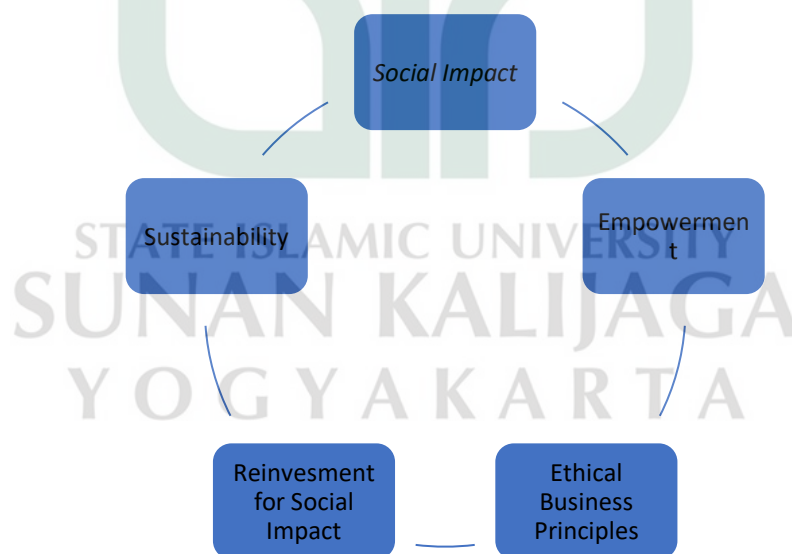 Social Impact
Sustainability
Empowermen
t
STATE ISLAMIC UNIVERSITY
SUNAN KALIJAGA
YOGYAKARTA
Reinvesment
for Social
Impact
Ethical
Business
Principles